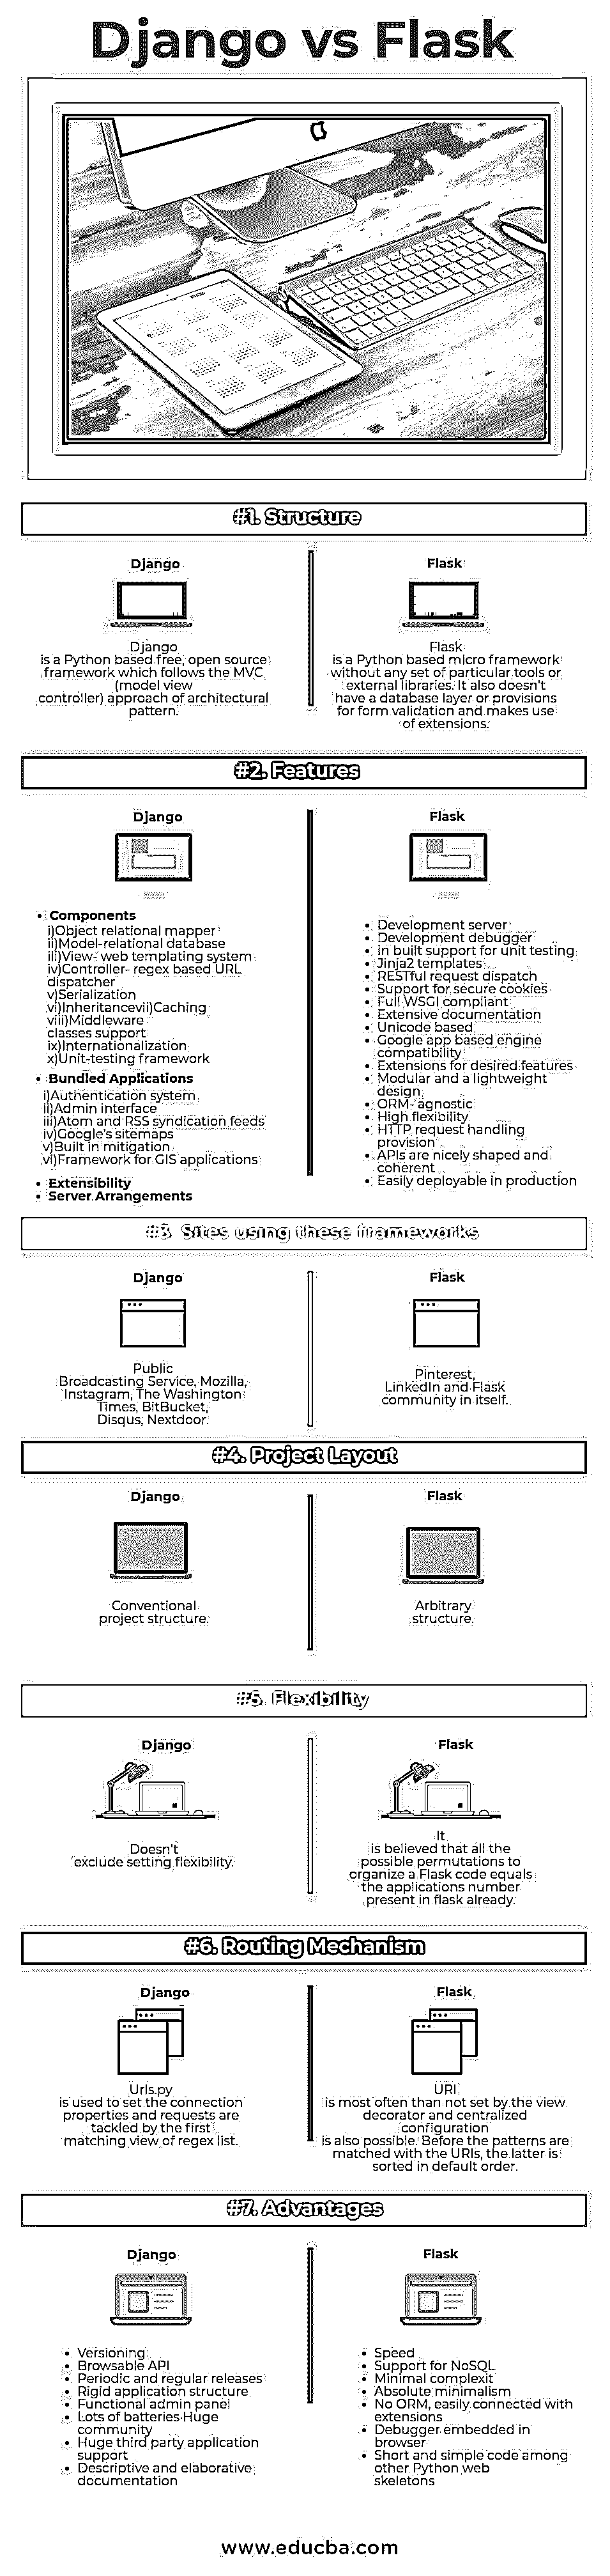 Django vs Flask
#1. Structure
Django
Django
is a Python based free, open source
framework which follows the MVC
(model view
controller) approach of architectural
pattern.
Flask
Flask
is a Python based micro framework
without any set of particular tools or
external libraries. It also doesn't
have a database layer or provisions
for form validation and makes use
of extensions.
#2. Features
Django
• Components
i)Object relational mapper
ii)Model-relational database
iii)View- web templating system
iv)Controller- regex based URL
dispatcher
v)Serialization
vi)Inheritancevii)Caching
viii)Middleware
classes support
ix)Internationalization
x)Unit-testing framework
• Bundled Applications
i)Authentication system
ii)Admin interface
iii)Atom and RSS syndication feeds
iv)Google's sitemaps
v)Built in mitigation
vi)Framework for GIS applications
• Extensibility
• Server Arrangements
Flask
• Development server
• Development debugger
• in built support for unit testing
• Jinja2 templates
• RESTful request dispatch
• Support for secure cookies
• Full WSGI compliant
• Extensive documentation
• Unicode based
• Google app based engine
compatibility
• Extensions for desired features
• Modular and a lightweight
design
• ORM- agnostic
• High flexibility
• HTTP request handling
provision
• APIs are nicely shaped and
coherent
• Easily deployable in production
#3. Sites using these frameworks
Django
Public
Broadcasting Service, Mozilla,
Instagram, The Washington
Times, BitBucket,
Disqus, Nextdoor.
Flask
Pinterest,
LinkedIn and Flask
community in itself.
#4. Project Layout
Django
Conventional
project structure.
Flask
Arbitrary
structure.
#5. Flexibility
Django
Doesn't
exclude setting flexibility.
Flask
It
is believed that all the
possible permutations to
organize a Flask code equals
the applications number
present in flask already.
#6. Routing Mechanism
Django
Urls.py
is used to set the connection
properties and requests are
tackled by the first
matching view of regex list.
Flask
URI
is most often than not set by the view
decorator and centralized
configuration
is also possible. Before the patterns are
matched with the URIs, the latter is
sorted in default order.
#7. Advantages
Django
• Versioning
• Browsable API
• Periodic and regular releases
• Rigid application structure
• Functional admin panel
• Lots of batteries Huge
community
• Huge third party application
support
• Descriptive and elaborative
documentation
Flask
• Speed
• Support for NoSQL
• Minimal complexit
• Absolute minimalism
• No ORM, easily connected with
extensions
• Debugger embedded in
browser
• Short and simple code among
other Python web
skeletons
www.educba.com